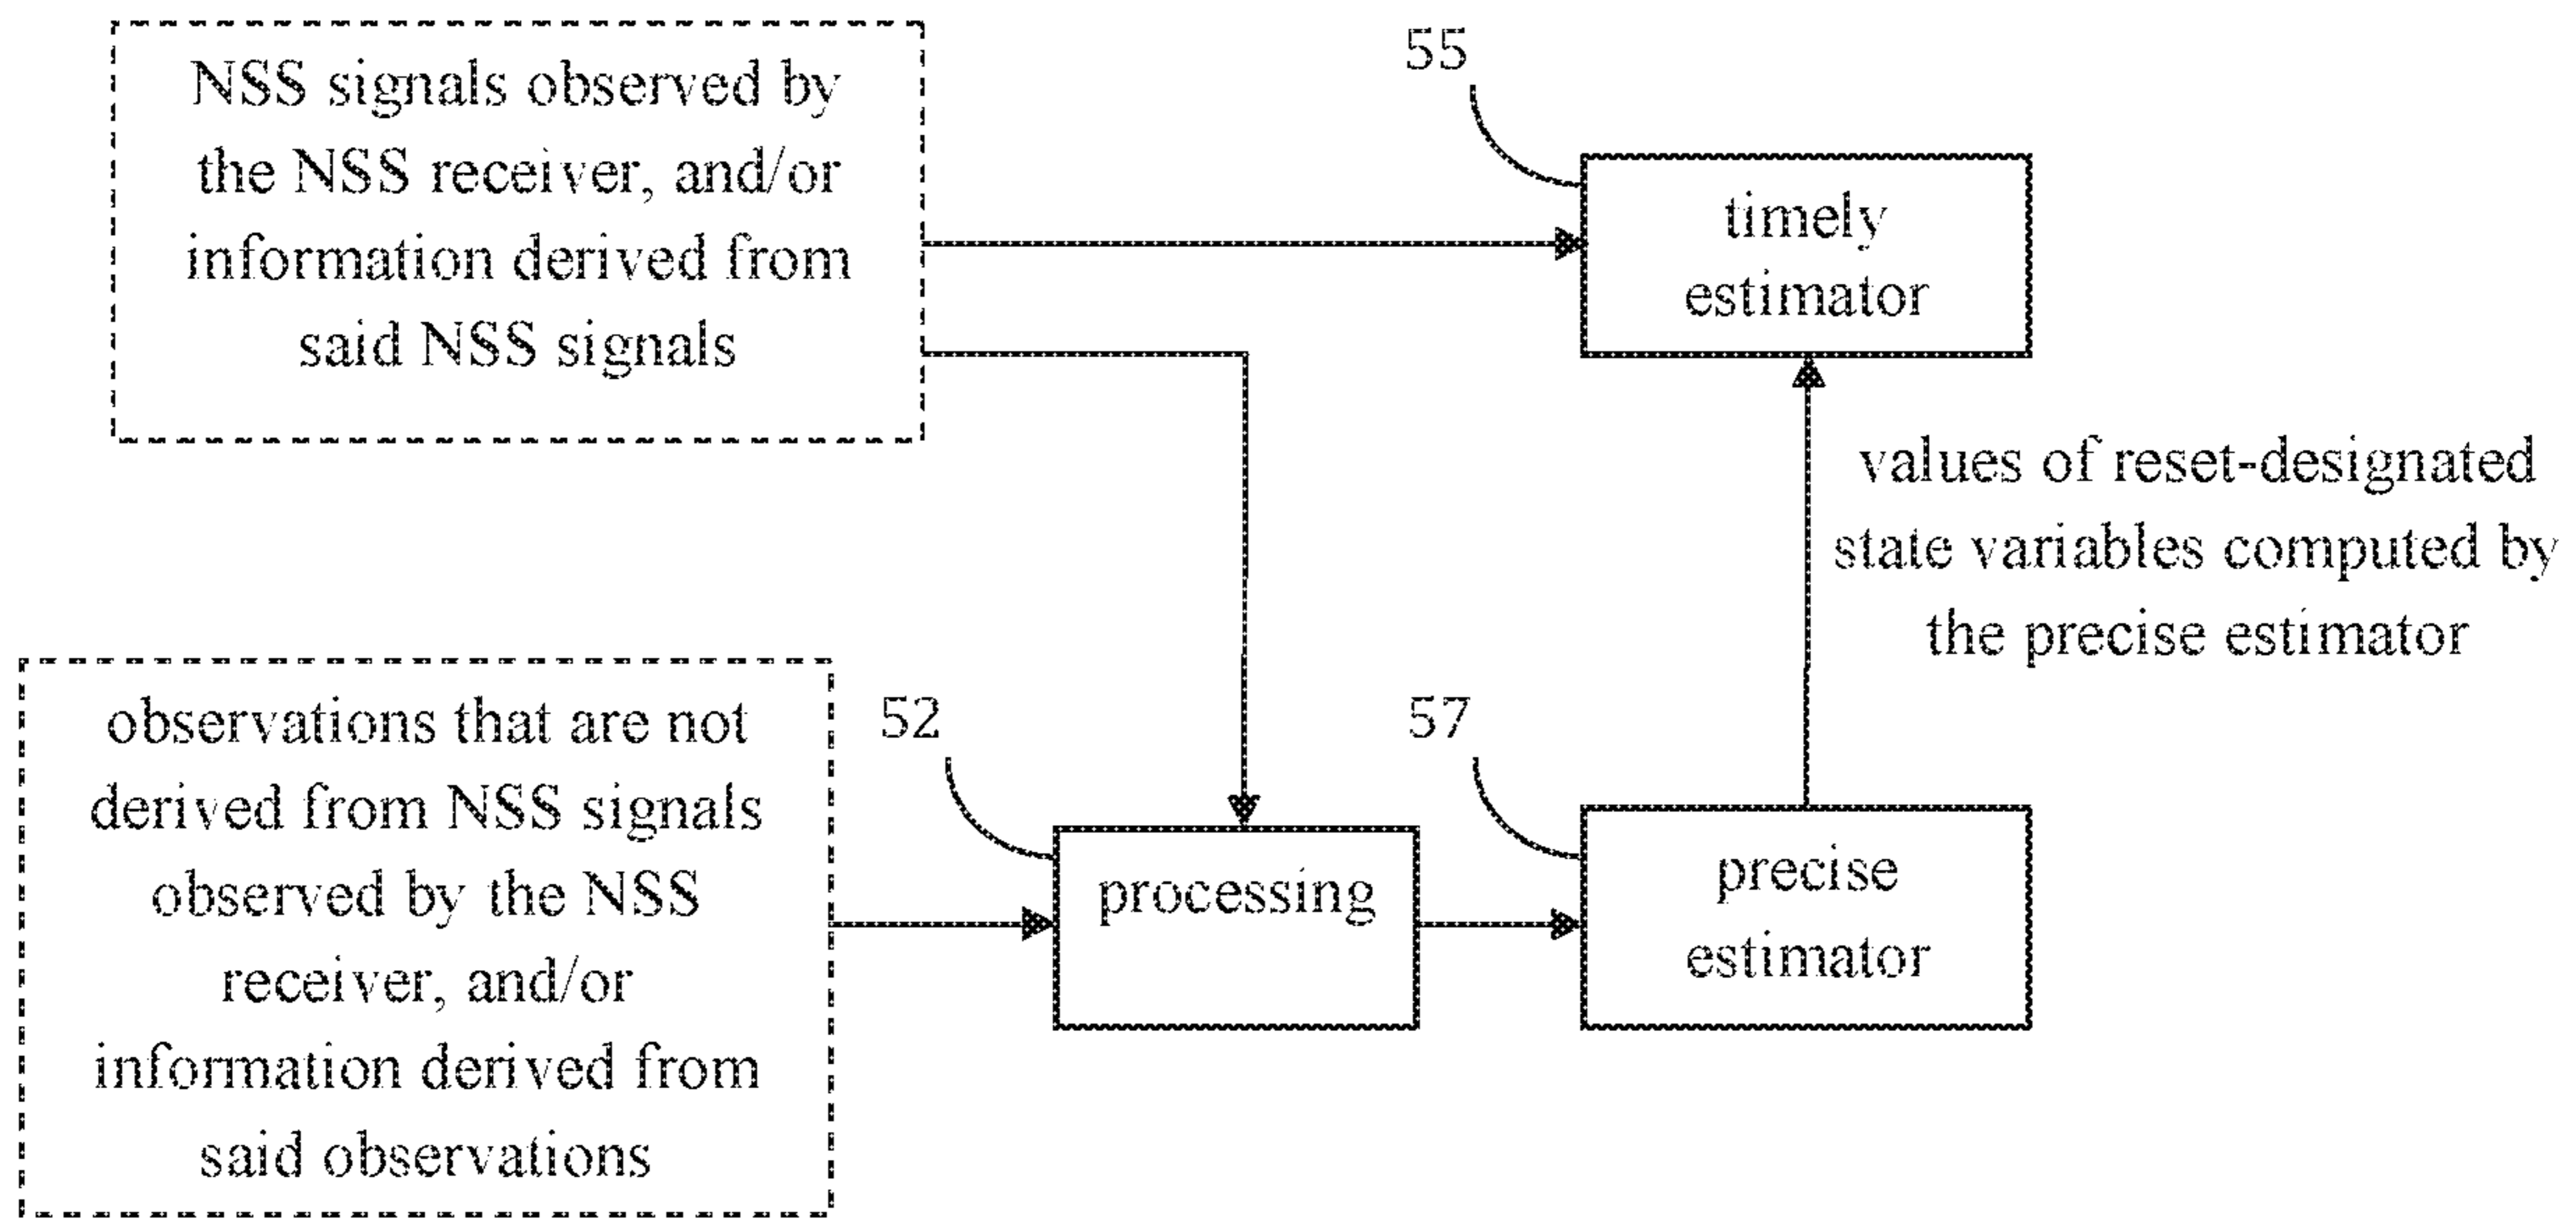 NSS signals observed by
the NSS receiver, and/or
information derived from
said NSS signals
55
timely
estimator
values of reset-designated
state variables computed by
the precise estimator
observations that are not
derived from NSS signals
observed by the NSS
receiver, and/or
information derived from
said observations
52
processing
57
precise
estimator